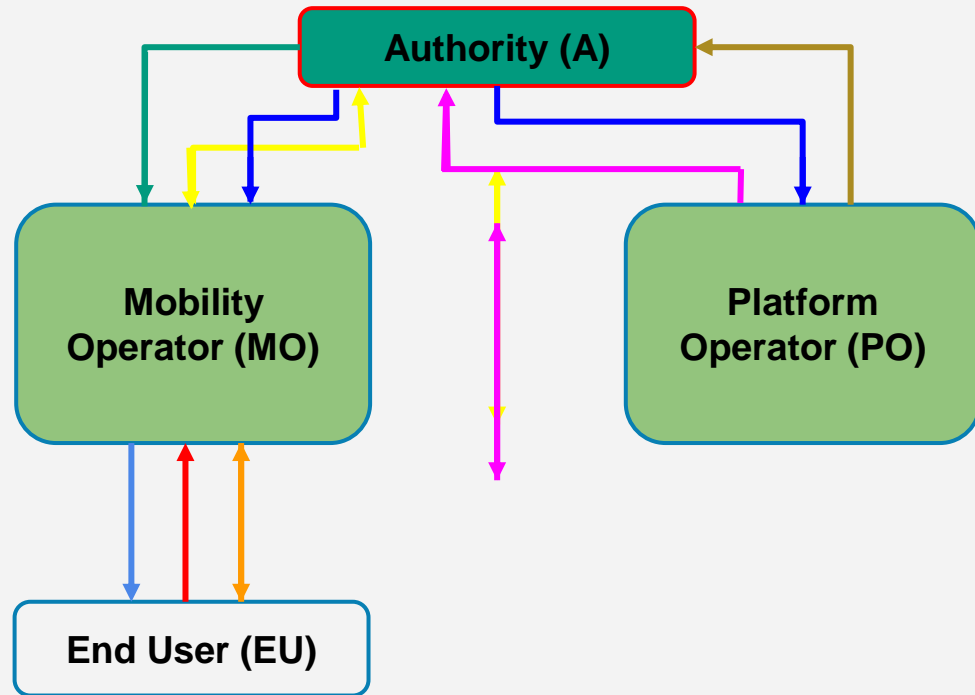 Authority (A)
Mobility
Operator (MO)
Platform
Operator (PO)
End User (EU)